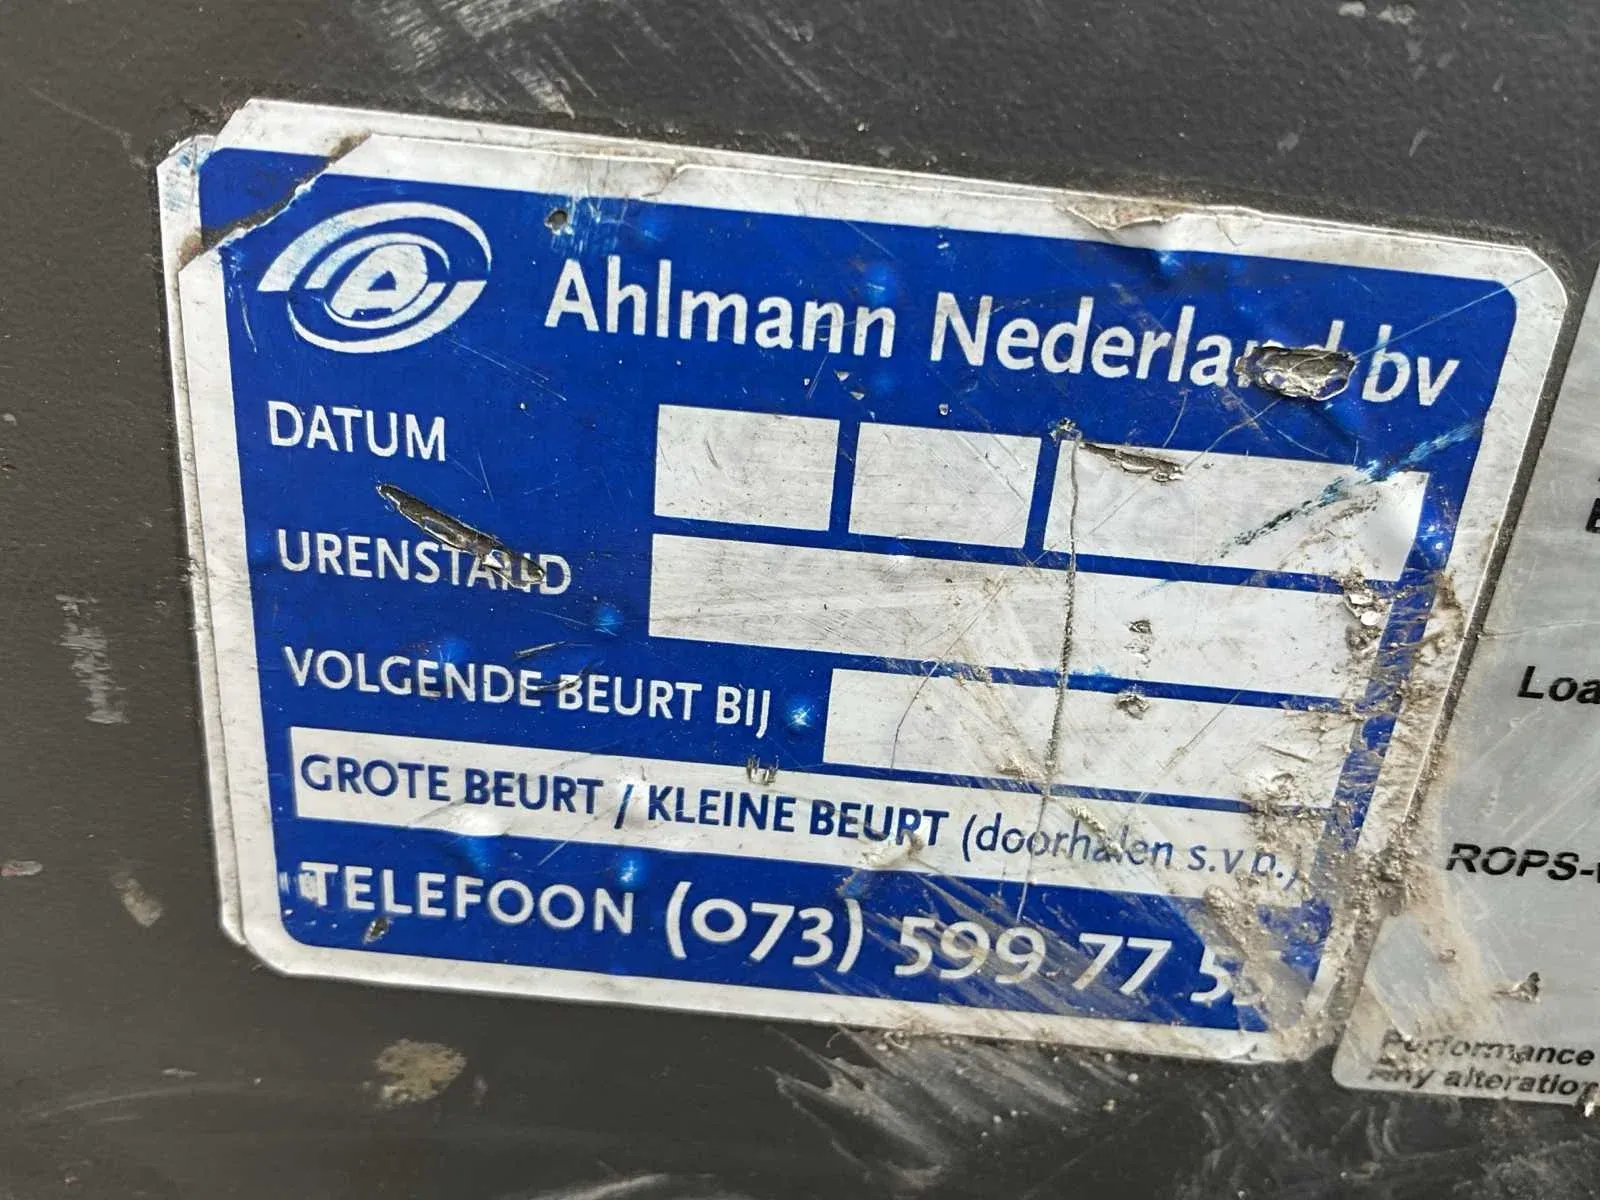 A
Ahlmann Nederland bv
DATUM
URENSTAND
VOLGENDE BEURT BIJ
GROTE BEURT / KLEINE BEURT (doorhalen s.v.p.)
TELEFOON (073) 599 77 55
Loa
ROPS-
Performance
Any alteration